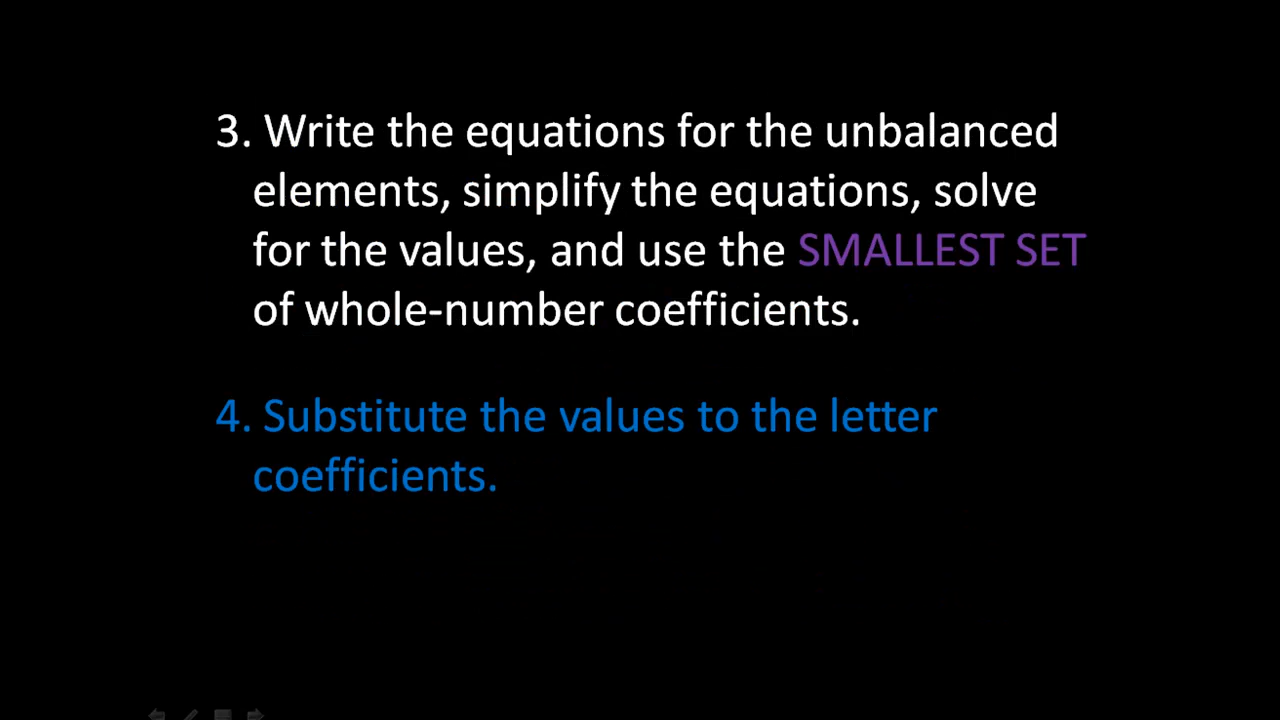 3. Write the equations for the unbalanced
elements, simplify the equations, solve
for the values, and use the SMALLEST SET
of whole-number coefficients.
4. Substitute the values to the letter
coefficients.